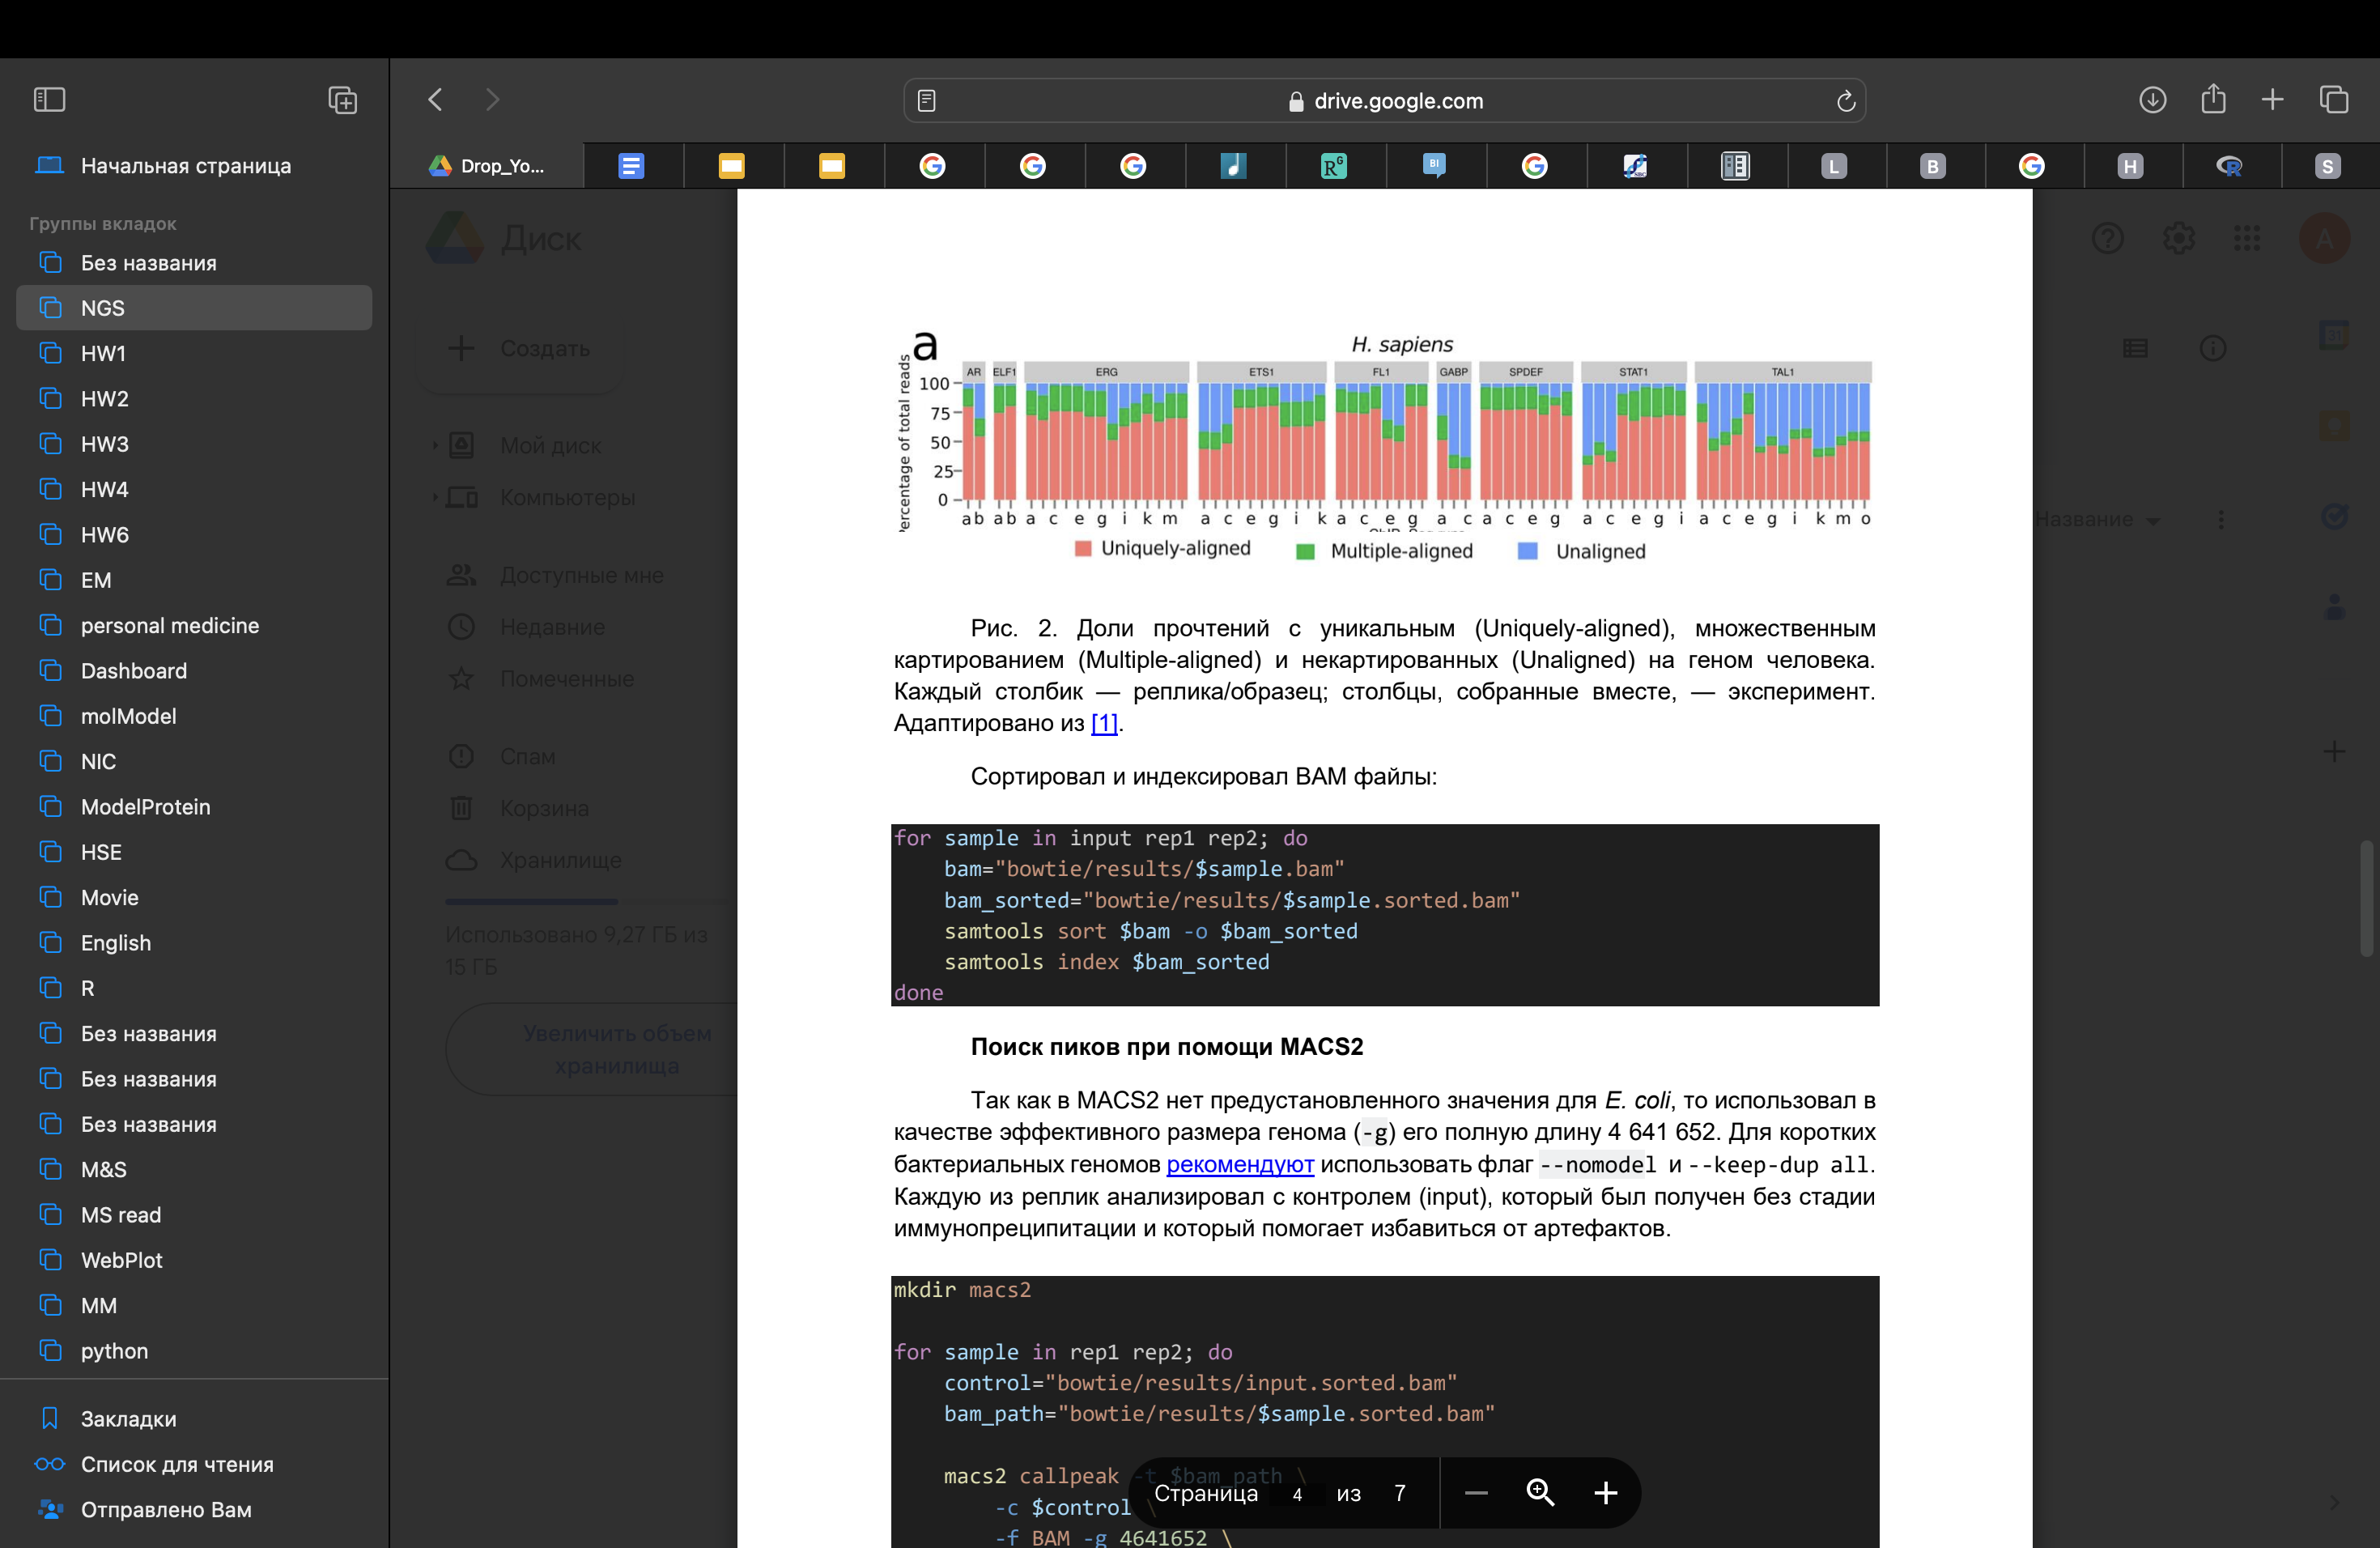 drive.google.com
Начальная страница
Группы вкладок
Без названия
NGS
HW1
HW2
HW3
HW4
HW6
EM
personal medicine
Dashboard
molModel
NIC
ModelProtein
HSE
Movie
English
R
Без названия
Без названия
Без названия
M&S
MS read
WebPlot
MM
python
Закладки
Список для чтения
Отправлено Вам
Drop_Yo...
R G
BI
L
B
H
R
S
Диск
A
Создать
Мой диск
Компьютеры
Доступные мне
Недавние
Помеченные
Спам
Корзина
Хранилище
Использовано 9,27 ГБ из
15 ГБ
Увеличить объем
хранилища
Название
31
a
H. sapiens
AR ELF1 ERG ETS1 FL1 GABP SPDEF STAT1 TAL1
Percentage of total reads
100
75
50
25
0
a b a b a c e g i k m a c e g i k a c e g a c a c e g a c e g i a c e g i k m o
Uniquely-aligned Multiple-aligned Unaligned
Рис. 2. Доли прочтений с уникальным (Uniquely-aligned), множественным
картированием (Multiple-aligned) и некартированных (Unaligned) на геном человека.
Каждый столбик — реплика/образец; столбцы, собранные вместе, — эксперимент.
Адаптировано из [1].
Сортировал и индексировал BAM файлы:
for sample in input rep1 rep2; do
bam="bowtie/results/$sample.bam"
bam_sorted="bowtie/results/$sample.sorted.bam"
samtools sort $bam -o $bam_sorted
samtools index $bam_sorted
done
Поиск пиков при помощи MACS2
Так как в MACS2 нет предустановленного значения для E. coli, то использовал в
качестве эффективного размера генома (-g) его полную длину 4 641 652. Для коротких
бактериальных геномов рекомендуют использовать флаг --nomodel и --keep-dup all.
Каждую из реплик анализировал с контролем (input), который был получен без стадии
иммунопреципитации и который помогает избавиться от артефактов.
mkdir macs2
for sample in rep1 rep2; do
control="bowtie/results/input.sorted.bam"
bam_path="bowtie/results/$sample.sorted.bam"
macs2 callpeak -t $bam_path \
-c $control \
-f BAM -g 4641652 \
Страница 4 из 7